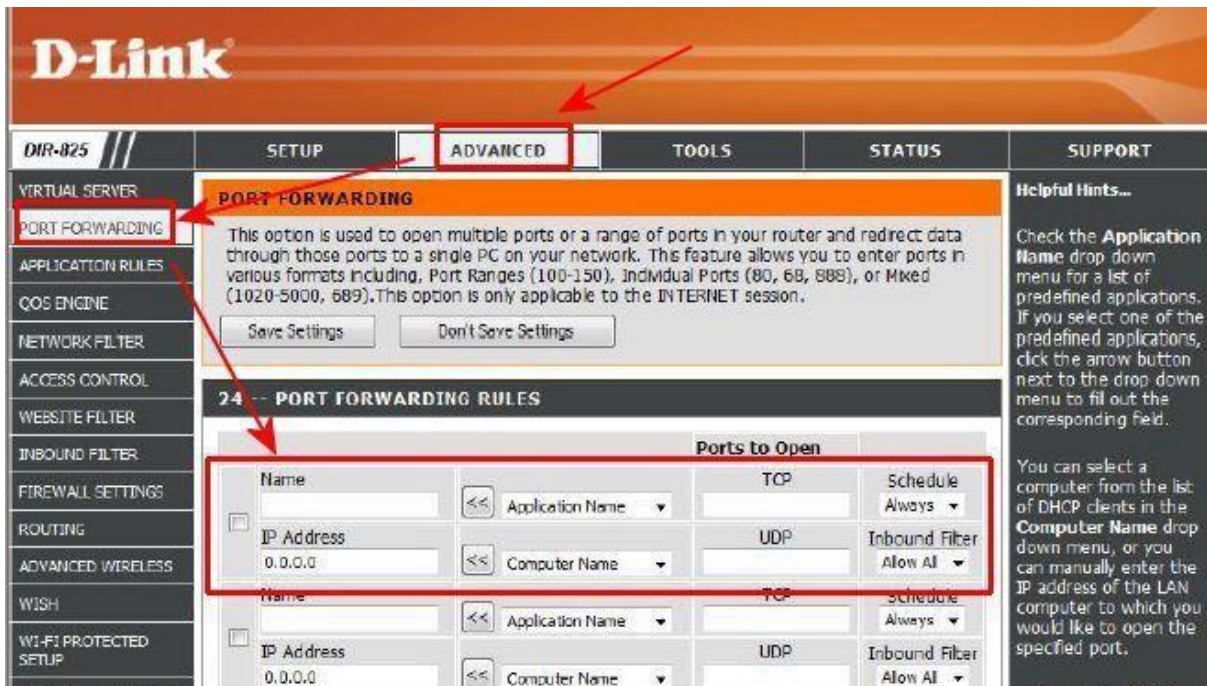 D-Link
DIR-825
SETUP
ADVANCED
TOOLS
STATUS
SUPPORT
VIRTUAL SERVER
PORT FORWARDING
APPLICATION RULES
QOS ENGINE
NETWORK FILTER
ACCESS CONTROL
WEBSITE FILTER
INBOUND FILTER
FIREWALL SETTINGS
ROUTING
ADVANCED WIRELESS
WISH
WI-FI PROTECTED
SETUP
PORT FORWARDING
This option is used to open multiple ports or a range of ports in your router and redirect data
through those ports to a single PC on your network. This feature allows you to enter ports in
various formats including, Port Ranges (100-150), Individual Ports (80, 68, 888), or Mixed
(1020-5000, 689).This option is only applicable to the INTERNET session.
Save Settings
Don't Save Settings
24 -- PORT FORWARDING RULES
Ports to Open
Name
<<
Application Name
TCP
Schedule
Always
IP Address
0.0.0.0
<<
Computer Name
UDP
Inbound Filter
Allow All
Name
<<
Application Name
TCP
Schedule
Always
IP Address
0.0.0.0
<<
Computer Name
UDP
Inbound Filter
Allow All
Helpful Hints...
Check the Application
Name drop down
menu for a list of
predefined applications.
If you select one of the
predefined applications,
click the arrow button
next to the drop down
menu to fill out the
corresponding field.
You can select a
computer from the list
of DHCP clients in the
Computer Name drop
down menu, or you
can manually enter the
IP address of the LAN
computer to which you
would like to open the
specified port.